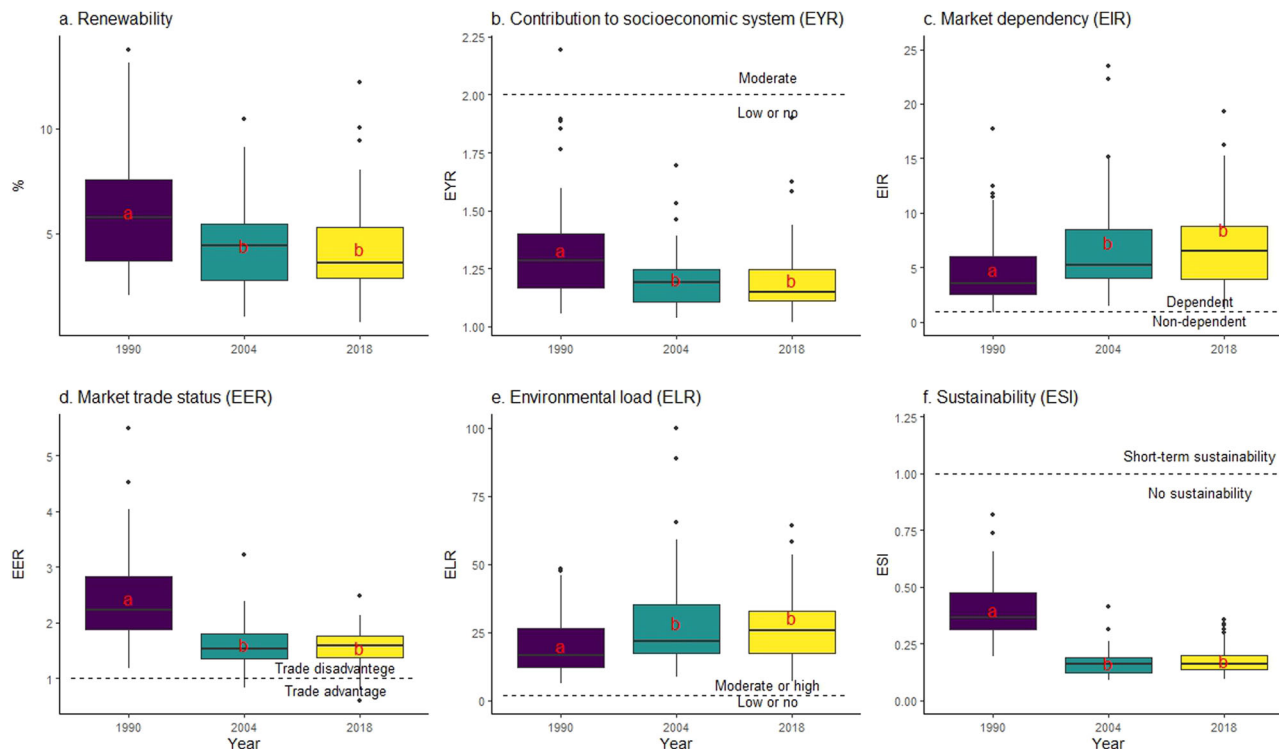 a. Renewability
b. Contribution to socioeconomic system (EYR)
c. Market dependency (EIR)
%
10
5
a
b
b
1990
2004
2018
EYR
2.25
2.00
1.75
1.50
1.25
1.00
Moderate
Low or no
a
b
b
1990
2004
2018
EIR
25
20
15
10
5
0
a
b
b
Dependent
Non-dependent
1990
2004
2018
d. Market trade status (EER)
e. Environmental load (ELR)
f. Sustainability (ESI)
EER
5
4
3
2
1
a
b
b
Trade disadvantege
Trade advantage
1990
2004
2018
Year
ELR
100
75
50
25
0
a
b
b
Moderate or high
Low or no
1990
2004
2018
Year
ESI
1.25
1.00
0.75
0.50
0.25
0.00
Short-term sustainability
No sustainability
a
b
b
1990
2004
2018
Year